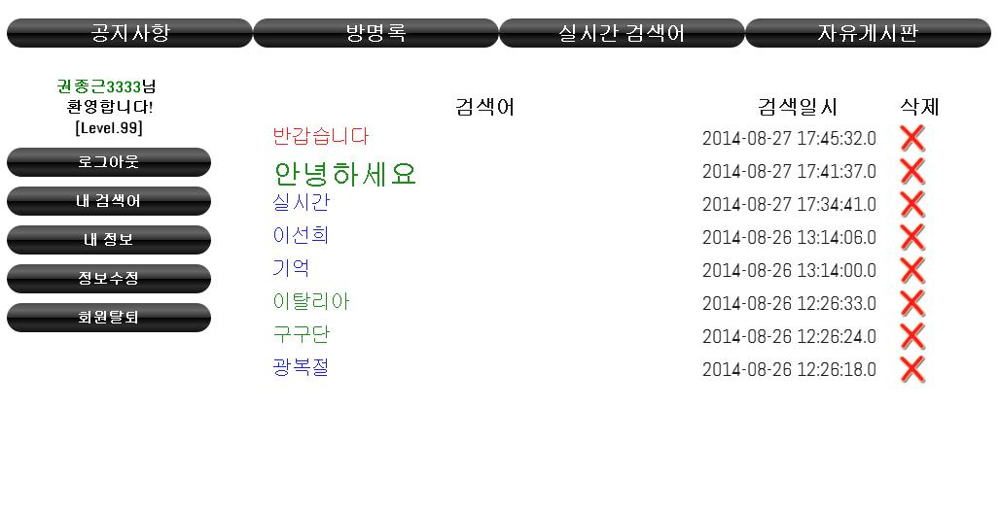 공지사항 방명록 실시간 검색어 자유게시판
권종근3333님
환영합니다!
[Level.99]
로그아웃
내 검색어
내 정보
정보수정
회원탈퇴
검색어 검색일시 삭제
반갑습니다 2014-08-27 17:45:32.0
안녕하세요 2014-08-27 17:41:37.0
실시간 2014-08-27 17:34:41.0
이선희 2014-08-26 13:14:06.0
기억 2014-08-26 13:14:00.0
이탈리아 2014-08-26 12:26:33.0
구구단 2014-08-26 12:26:24.0
광복절 2014-08-26 12:26:18.0